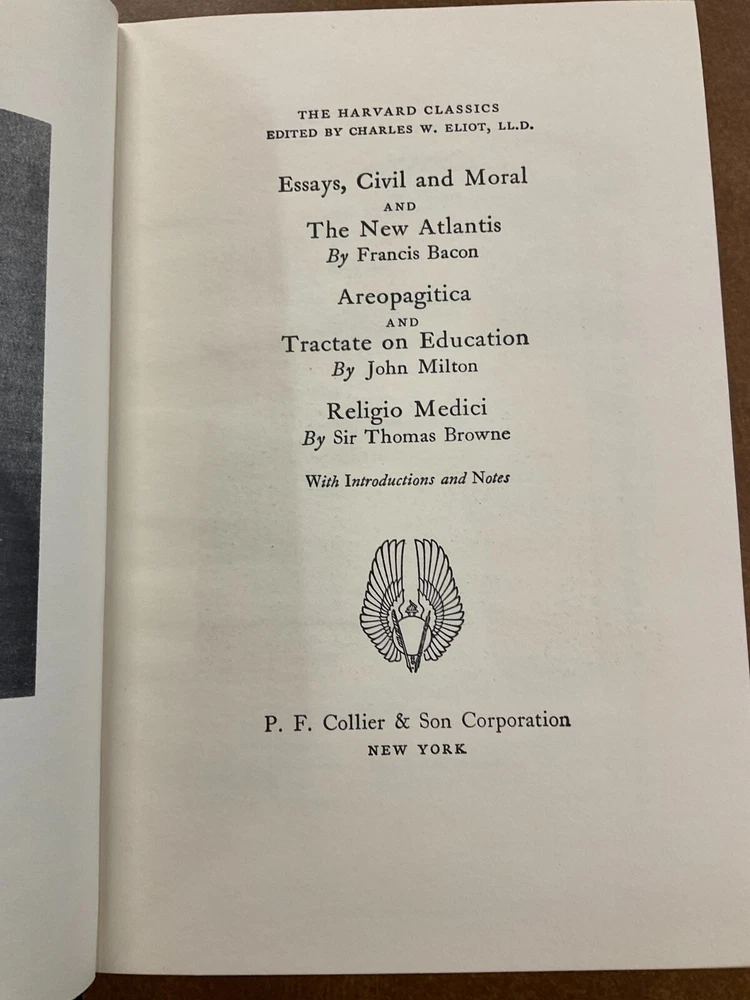 THE HARVARD CLASSICS
EDITED BY CHARLES W. ELIOT, LL.D.
Essays, Civil and Moral
AND
The New Atlantis
By Francis Bacon
Areopagitica
AND
Tractate on Education
By John Milton
Religio Medici
By Sir Thomas Browne
With Introductions and Notes
P. F. Collier & Son Corporation
NEW YORK